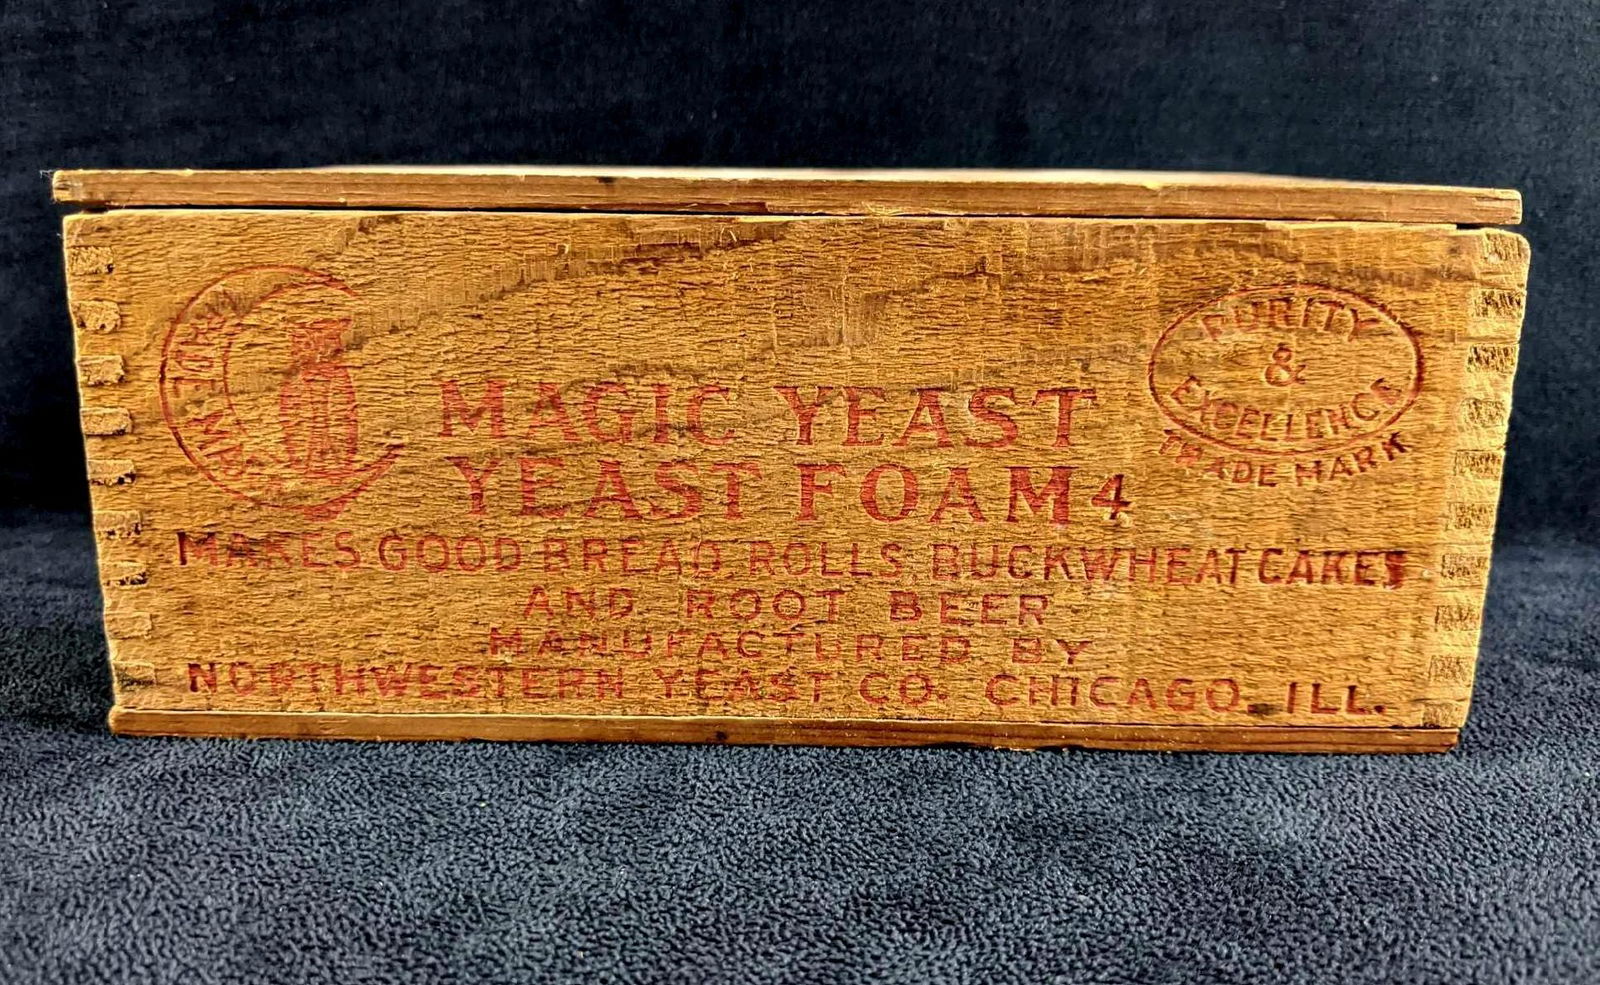 TRADE MARK
MAGIC YEAST
YEAST FOAM 4
PURITY
&
EXCELLENCE
TRADE MARK
MAKES GOOD BREAD, ROLLS, BUCKWHEAT CAKES
AND ROOT BEER
MANUFACTURED BY
NORTHWESTERN YEAST CO. CHICAGO, ILL.